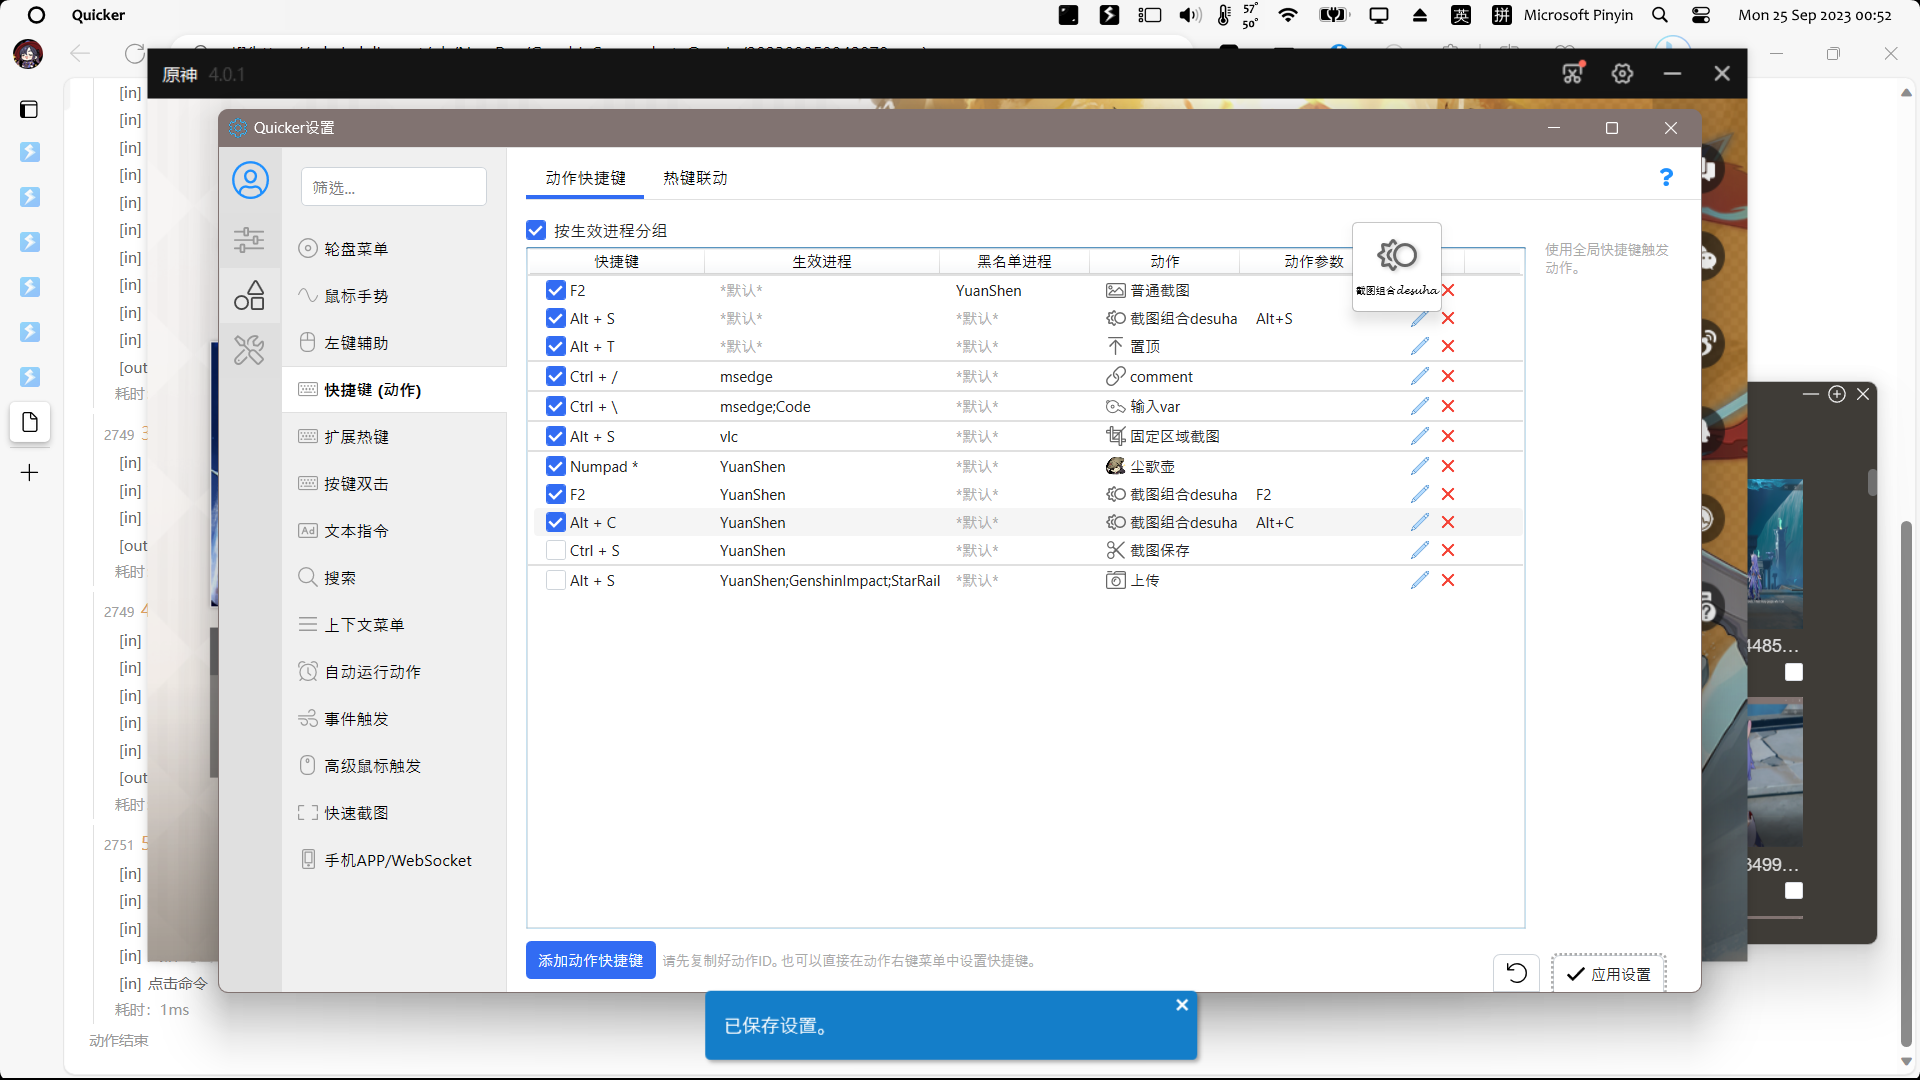 Quicker
57°
50°
英
拼
Microsoft Pinyin
Mon 25 Sep 2023 00:52
原神 4.0.1
Quicker设置
筛选...
轮盘菜单
鼠标手势
左键辅助
快捷键 (动作)
扩展热键
按键双击
Ad 文本指令
搜索
上下文菜单
自动运行动作
事件触发
高级鼠标触发
快速截图
手机APP/WebSocket
动作快捷键 热键联动
?
按生效进程分组
使用全局快捷键触发
动作。
快捷键 生效进程 黑名单进程 动作 动作参数
截图组合desuha
F2 *默认* YuanShen 普通截图
Alt + S *默认* *默认* 截图组合desuha Alt+S
Alt + T *默认* *默认* 置顶
Ctrl + / msedge *默认* comment
Ctrl + \ msedge;Code *默认* 输入var
Alt + S vlc *默认* 固定区域截图
Numpad * YuanShen *默认* 尘歌壶
F2 YuanShen *默认* 截图组合desuha F2
Alt + C YuanShen *默认* 截图组合desuha Alt+C
Ctrl + S YuanShen *默认* 截图保存
Alt + S YuanShen;GenshinImpact;StarRail *默认* 上传
添加动作快捷键 请先复制好动作ID。也可以直接在动作右键菜单中设置快捷键。
应用设置
已保存设置。
[in]
[in]
[in]
[in]
[in]
[in]
[in]
[in]
[in]
[in]
[out
耗时
2749 3
[in]
[in]
[in]
[out
耗时
2749 4
[in]
[in]
[in]
[in]
[in]
[out
耗时
2751 5
[in]
[in]
[in]
[in]
[in] 点击命令
耗时：1ms
动作结束
4485...
3499...